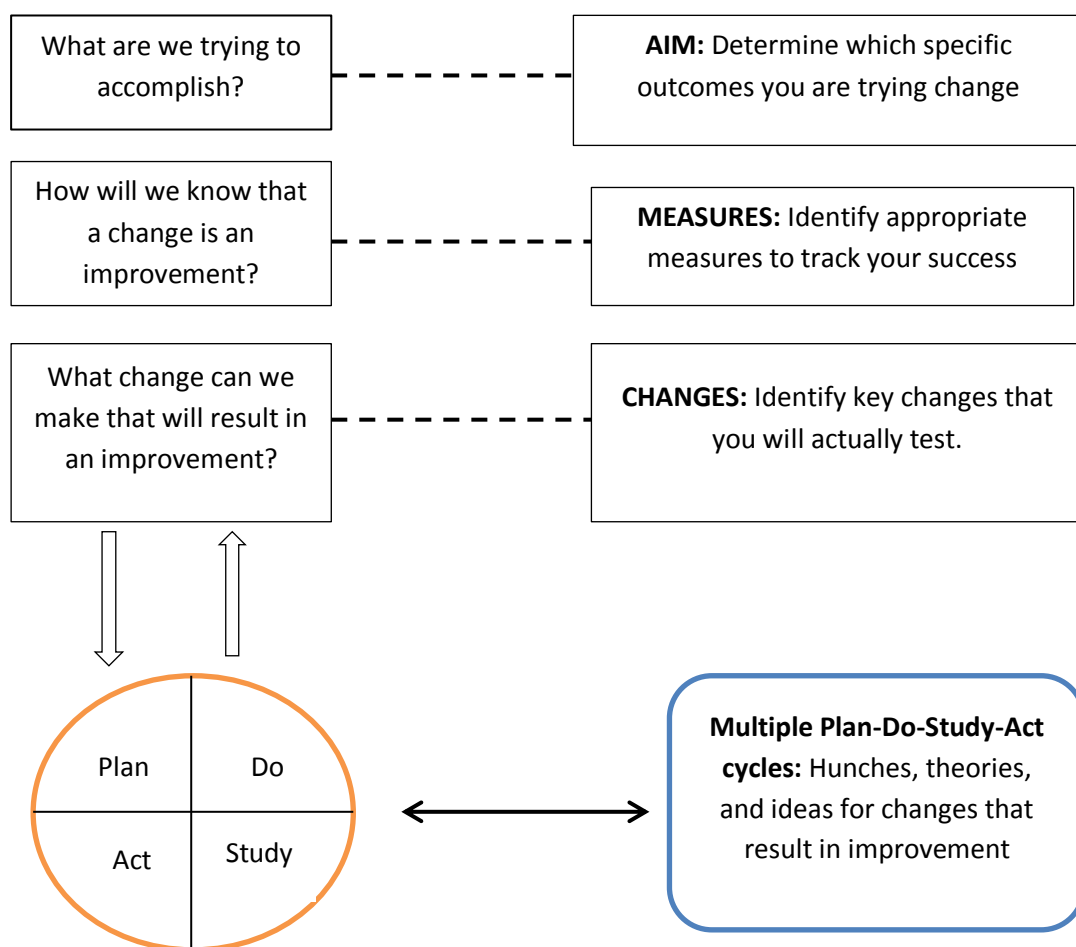 What are we trying to
accomplish?
AIM: Determine which specific
outcomes you are trying change
How will we know that
a change is an
improvement?
MEASURES: Identify appropriate
measures to track your success
What change can we
make that will result in
an improvement?
CHANGES: Identify key changes that
you will actually test.
Plan
Do
Act
Study
Multiple Plan-Do-Study-Act
cycles: Hunches, theories,
and ideas for changes that
result in improvement